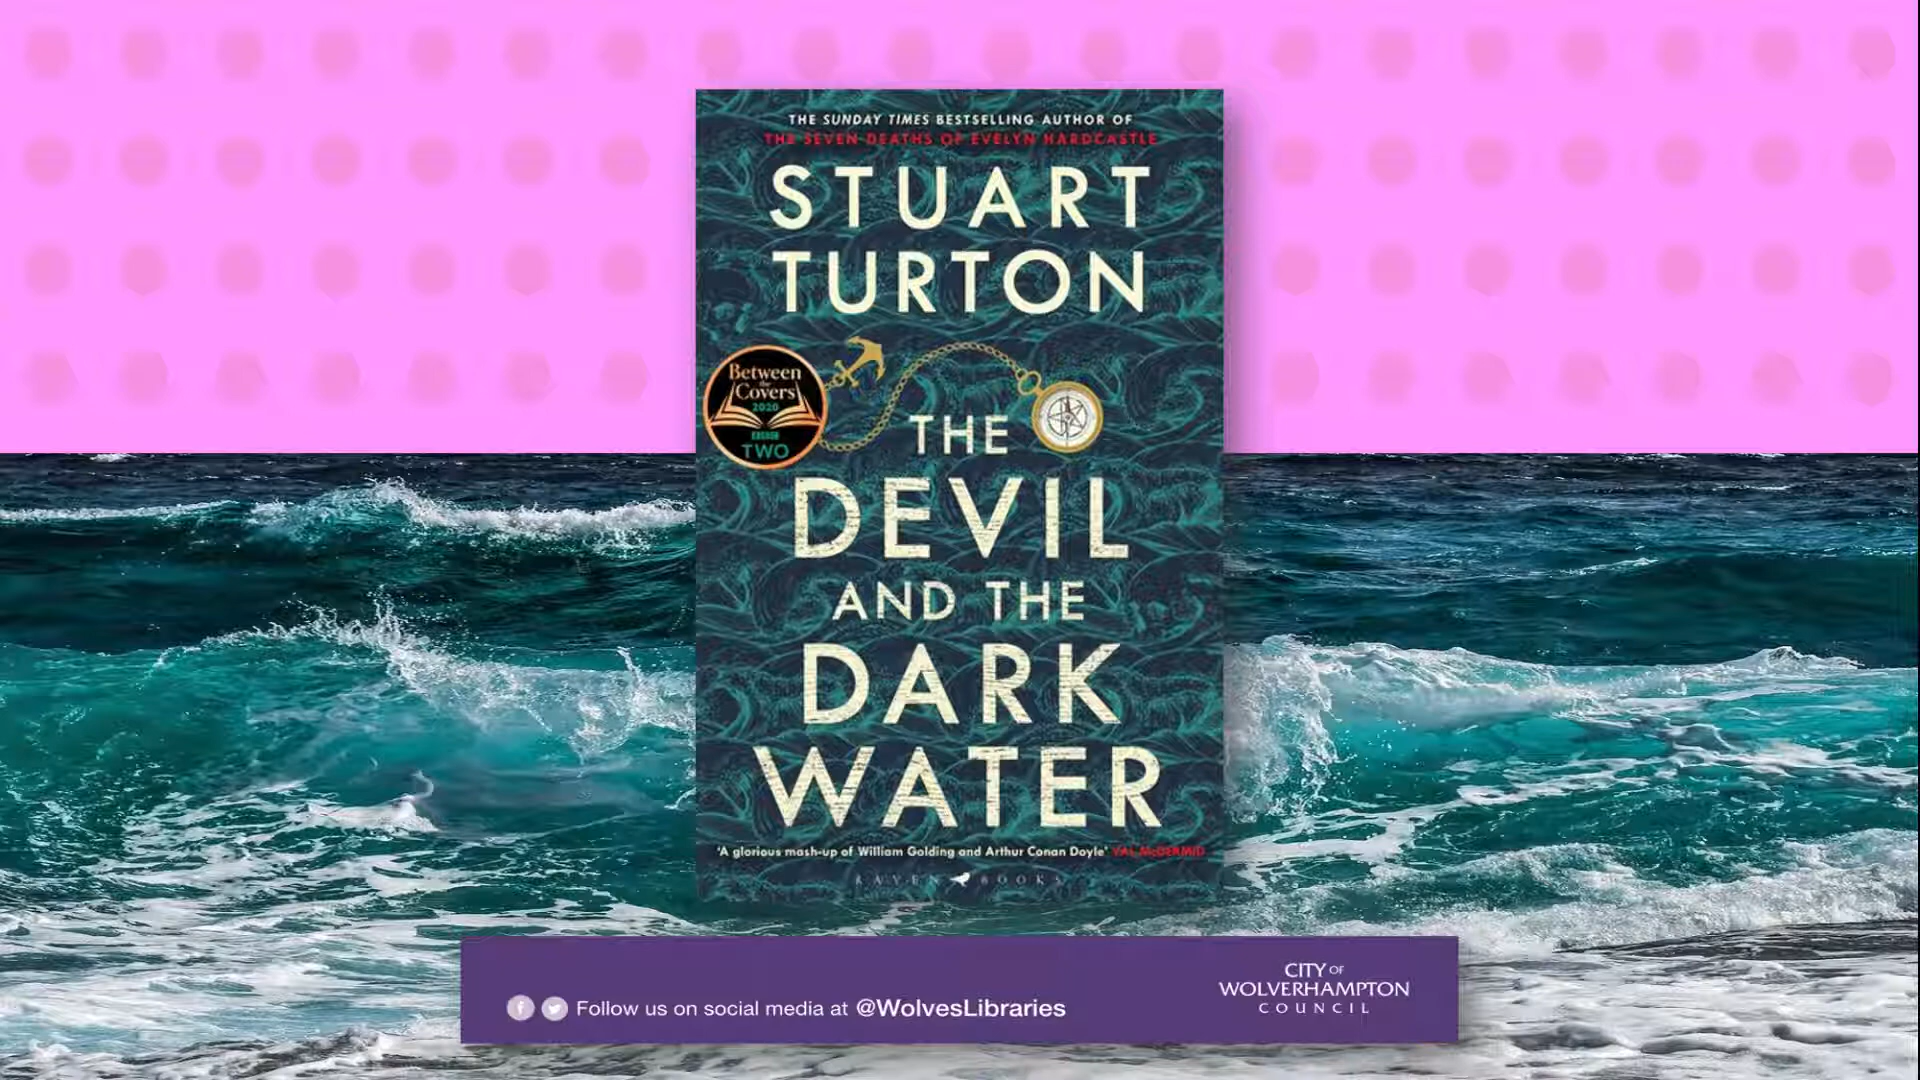 THE SUNDAY TIMES BESTSELLING AUTHOR OF
THE SEVEN DEATHS OF EVELYN HARDCASTLE
STUART
TURTON
Between
the
Covers
2020
BBC
TWO
THE
DEVIL
AND THE
DARK
WATER
'A glorious mash-up of William Golding and Arthur Conan Doyle' VAL McDERMID
RAVEN BOOKS
Follow us on social media at @WolvesLibraries
CITY OF
WOLVERHAMPTON
COUNCIL